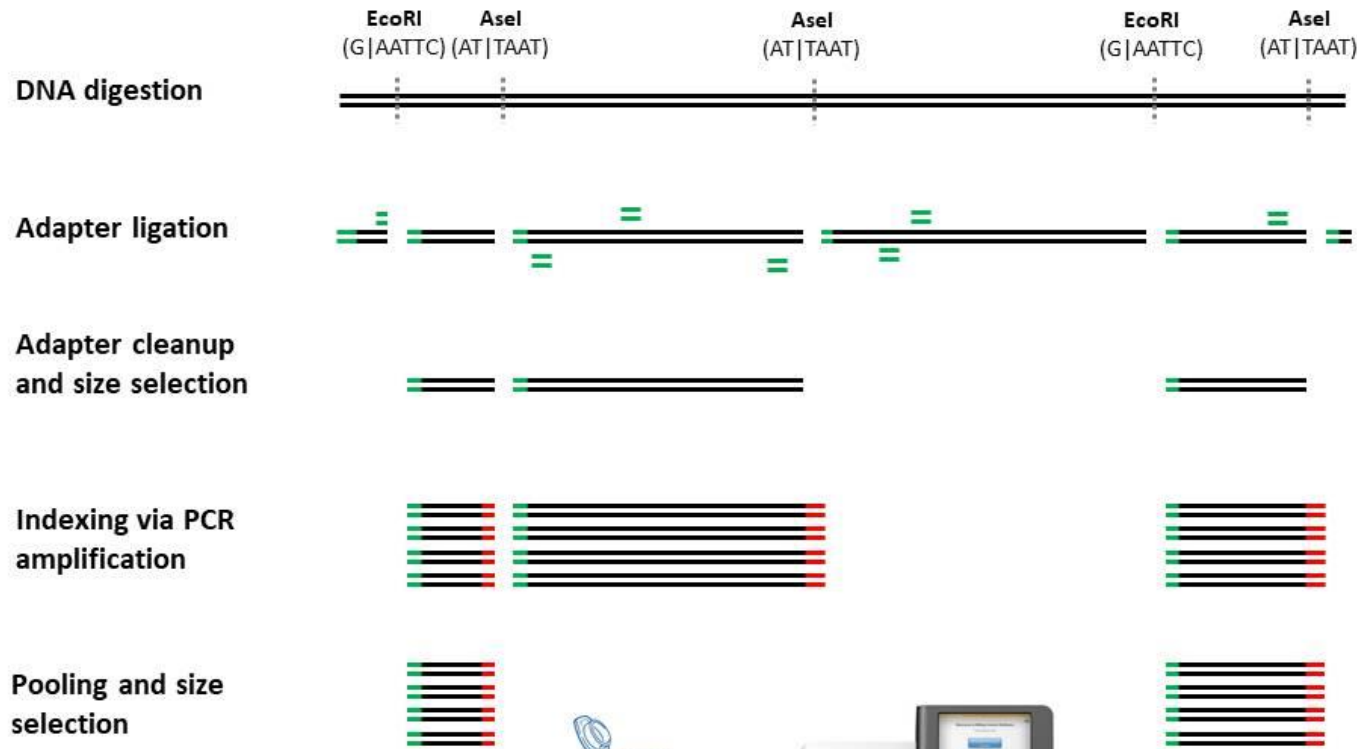 EcoRI AseI AseI EcoRI AseI
(G|AATTC) (AT|TAAT) (AT|TAAT) (G|AATTC) (AT|TAAT)
DNA digestion
Adapter ligation
Adapter cleanup
and size selection
Indexing via PCR
amplification
Pooling and size
selection